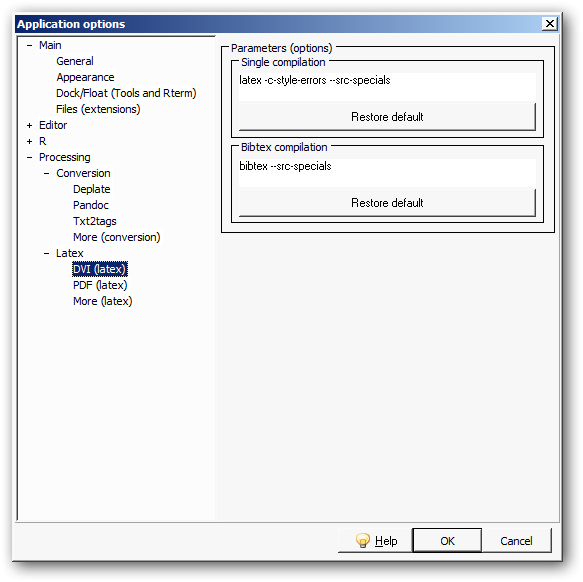 Application options
Main
General
Appearance
Dock/Float (Tools and Rterm)
Files (extensions)
Editor
R
Processing
Conversion
Deplate
Pandoc
Txt2tags
More (conversion)
Latex
DVI (latex)
PDF (latex)
More (latex)
Parameters (options)
Single compilation
latex -c-style-errors --src-specials
Restore default
Bibtex compilation
bibtex --src-specials
Restore default
Help
OK
Cancel